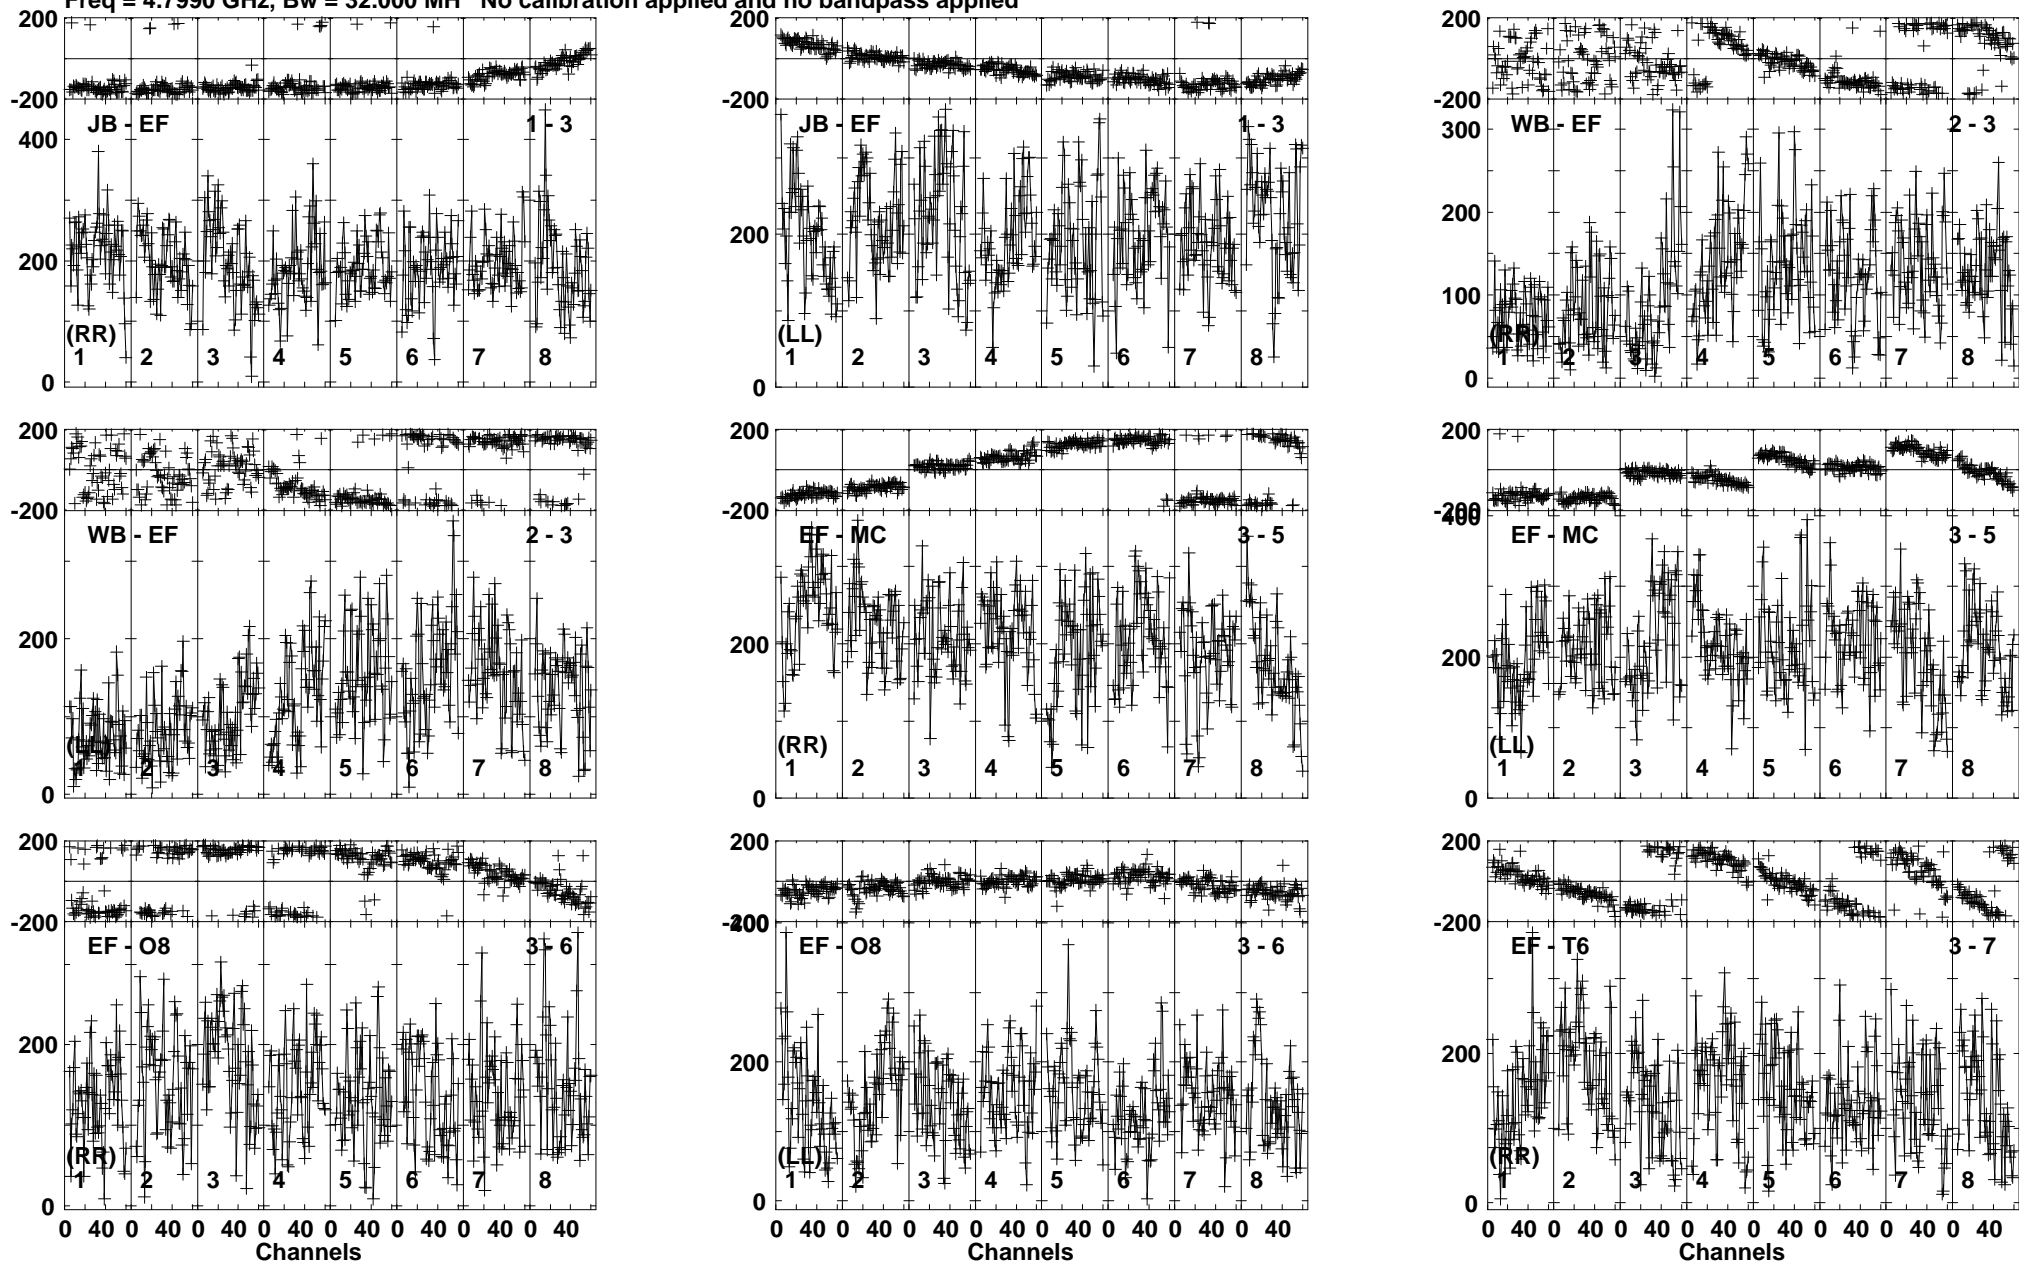 Freq = 4.7990 GHz, Bw = 32.000 MH No calibration applied and no bandpass applied
200 200 200
-200 -200 -200
JB - EF 1 - 3 JB - EF 1 - 3 WB - EF 2 - 3
400 300
200 200 200
100
(RR) (LL) (RR)
1 2 3 4 5 6 7 8 1 2 3 4 5 6 7 8 1 2 3 4 5 6 7 8
0 0 0
200 200 200
-200 -200 -200
400
WB - EF 2 - 3 EF - MC 3 - 5 EF - MC 3 - 5
200 200 200
(LL) (RR) (LL)
1 2 3 4 5 6 7 8 1 2 3 4 5 6 7 8 1 2 3 4 5 6 7 8
0 0 0
200 200 200
-200 -200 -200
400
EF - O8 3 - 6 EF - O8 3 - 6 EF - T6 3 - 7
200 200 200
(RR) (LL) (RR)
1 2 3 4 5 6 7 8 1 2 3 4 5 6 7 8 1 2 3 4 5 6 7 8
0 0 0
0 40 0 40 0 40 0 40 0 40 0 40 0 40 0 40 0 40 0 40 0 40 0 40 0 40 0 40 0 40 0 40 0 40 0 40 0 40 0 40 0 40 0 40 0 40 0 40
Channels Channels Channels